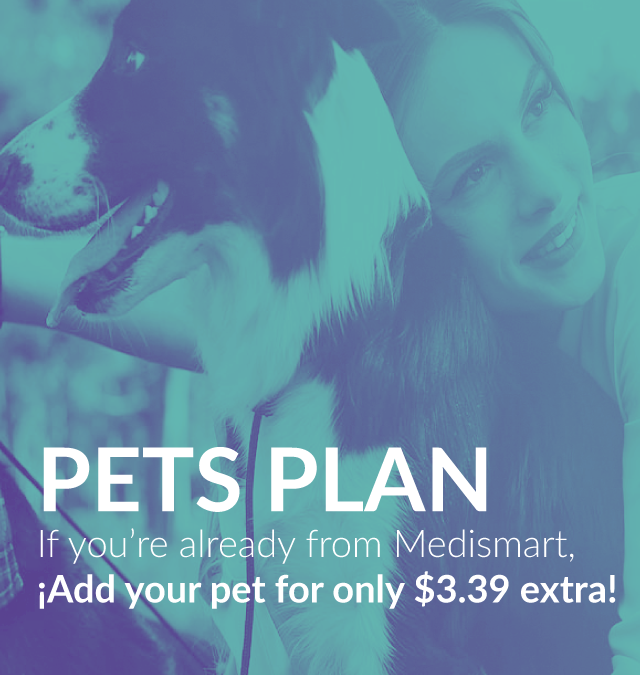 PETS PLAN
If you’re already from Medismart,
¡Add your pet for only $3.39 extra!